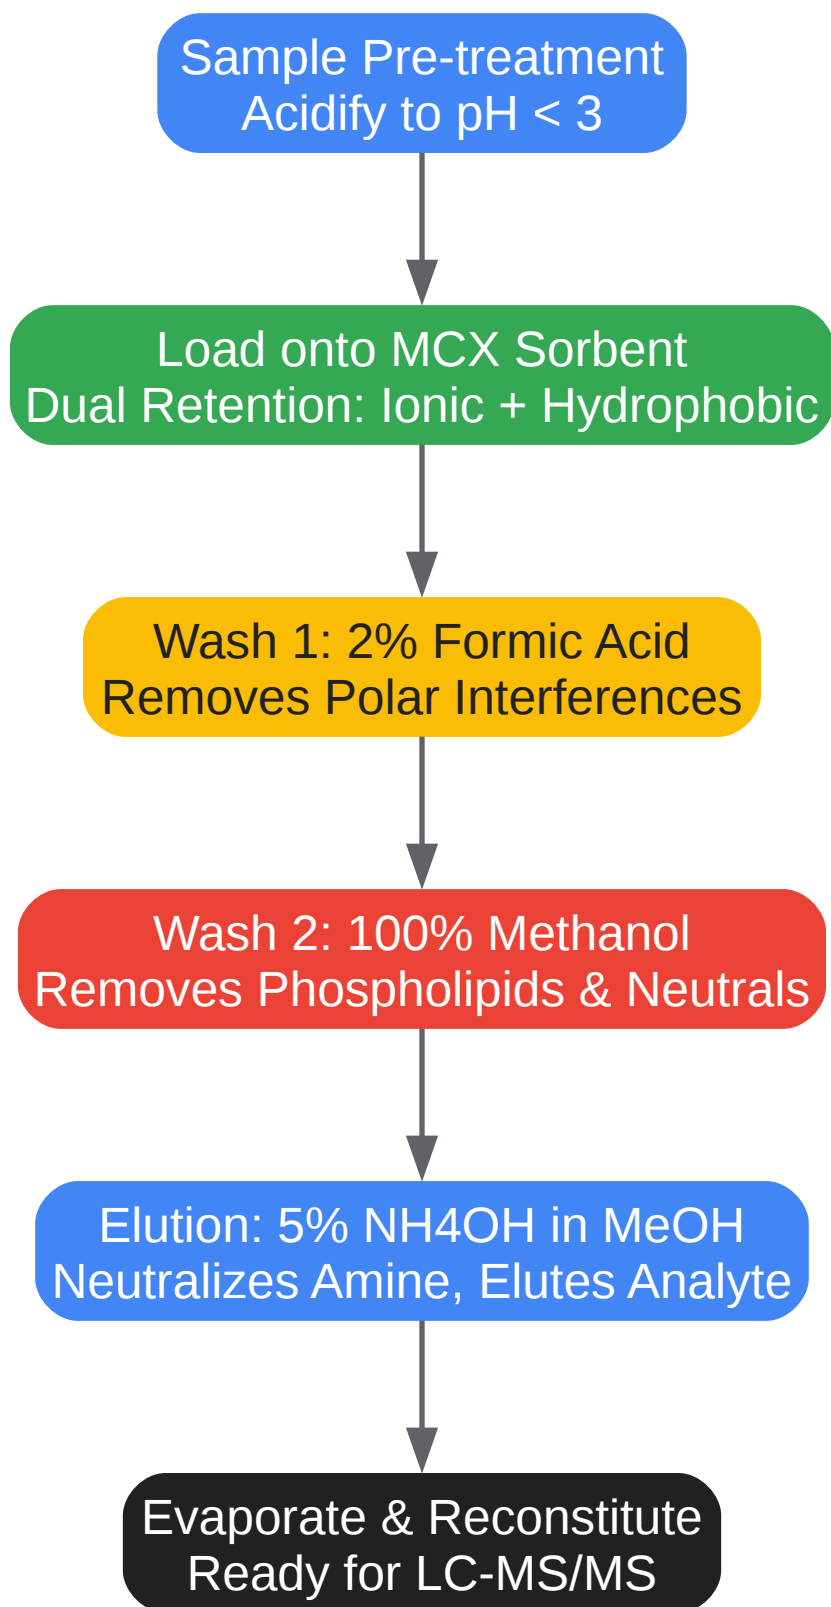 Sample Pre-treatment
Acidify to pH < 3
Load onto MCX Sorbent
Dual Retention: Ionic + Hydrophobic
Wash 1: 2% Formic Acid
Removes Polar Interferences
Wash 2: 100% Methanol
Removes Phospholipids & Neutrals
Elution: 5% NH4OH in MeOH
Neutralizes Amine, Elutes Analyte
Evaporate & Reconstitute
Ready for LC-MS/MS